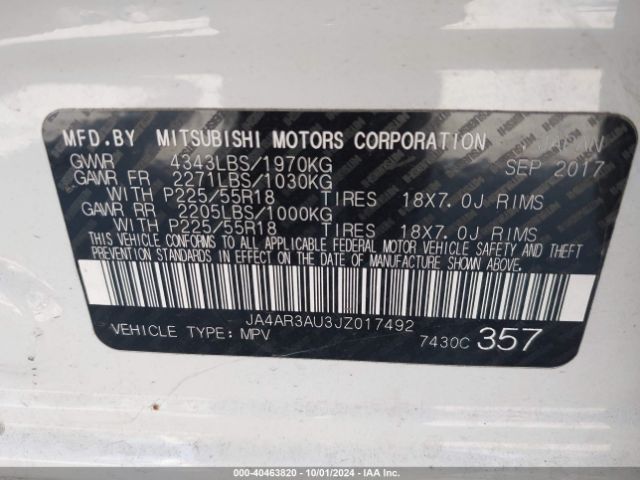 MFD.BY MITSUBISHI MOTORS CORPORATION JAPAN
GVWR 4343LBS/1970KG SEP 2017
GAWR FR 2271LBS/1030KG
WITH P225/55R18 TIRES 18X7.0J RIMS
GAWR RR 2205LBS/1000KG
WITH P225/55R18 TIRES 18X7.0J RIMS
THIS VEHICLE CONFORMS TO ALL APPLICABLE FEDERAL MOTOR VEHICLE SAFETY AND THEFT
PREVENTION STANDARDS IN EFFECT ON THE DATE OF MANUFACTURE SHOWN ABOVE.
JA4AR3AU3JZ017492
VEHICLE TYPE: MPV 7430C 357
000-40463820 - 10/01/2024 - IAA Inc.